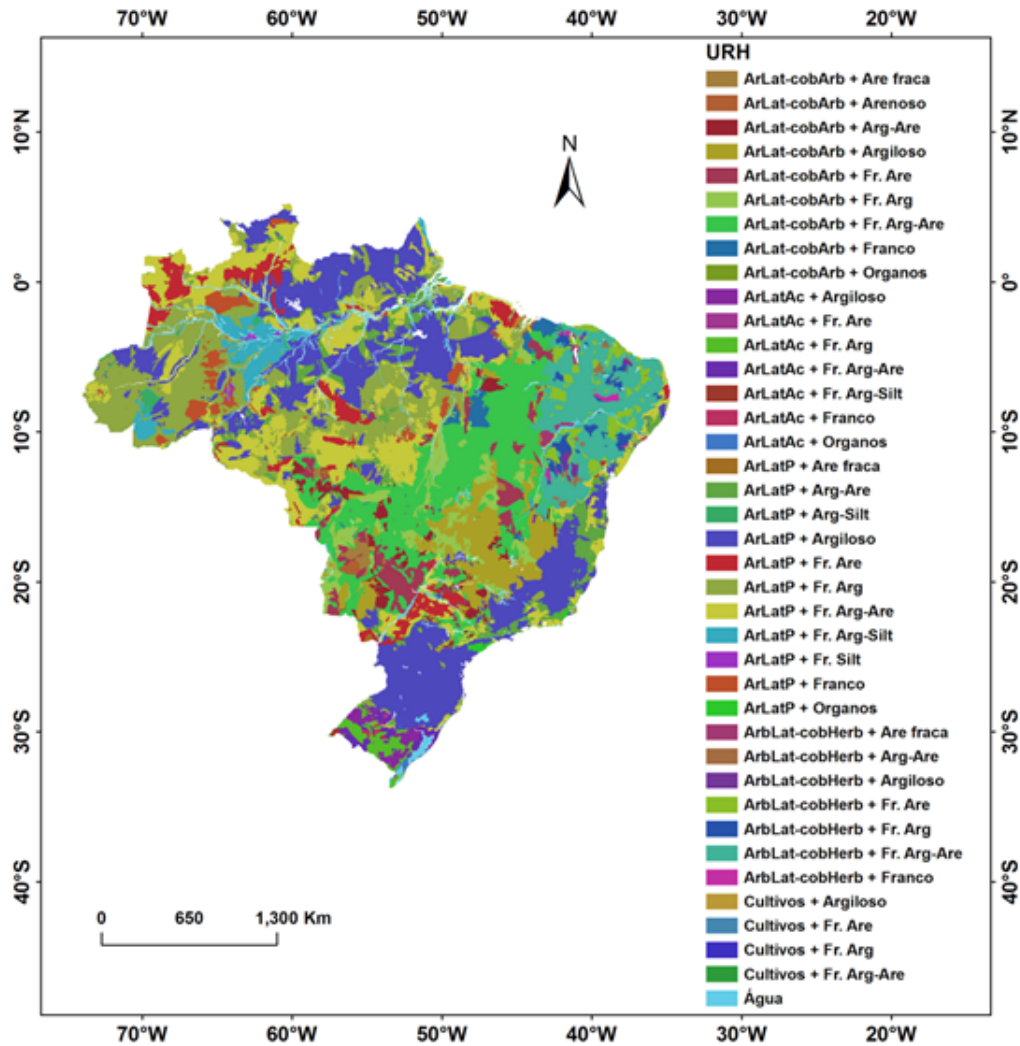 70°W 60°W 50°W 40°W 30°W 20°W
URH
ArLat-cobArb + Are fraca
ArLat-cobArb + Arenoso
ArLat-cobArb + Arg-Are
ArLat-cobArb + Argiloso
ArLat-cobArb + Fr. Are
ArLat-cobArb + Fr. Arg
ArLat-cobArb + Fr. Arg-Are
ArLat-cobArb + Franco
ArLat-cobArb + Organos
ArLatAc + Argiloso
ArLatAc + Fr. Are
ArLatAc + Fr. Arg
ArLatAc + Fr. Arg-Are
ArLatAc + Fr. Arg-Silt
ArLatAc + Franco
ArLatAc + Organos
ArLatP + Are fraca
ArLatP + Arg-Are
ArLatP + Arg-Silt
ArLatP + Argiloso
ArLatP + Fr. Are
ArLatP + Fr. Arg
ArLatP + Fr. Arg-Are
ArLatP + Fr. Arg-Silt
ArLatP + Fr. Silt
ArLatP + Franco
ArLatP + Organos
ArbLat-cobHerb + Are fraca
ArbLat-cobHerb + Arg-Are
ArbLat-cobHerb + Argiloso
ArbLat-cobHerb + Fr. Are
ArbLat-cobHerb + Fr. Arg
ArbLat-cobHerb + Fr. Arg-Are
ArbLat-cobHerb + Franco
Cultivos + Argiloso
Cultivos + Fr. Are
Cultivos + Fr. Arg
Cultivos + Fr. Arg-Are
Água
N
10°N
0°
10°S
20°S
30°S
40°S
10°N
0°
10°S
20°S
30°S
40°S
0 650 1,300 Km
70°W 60°W 50°W 40°W 30°W 20°W